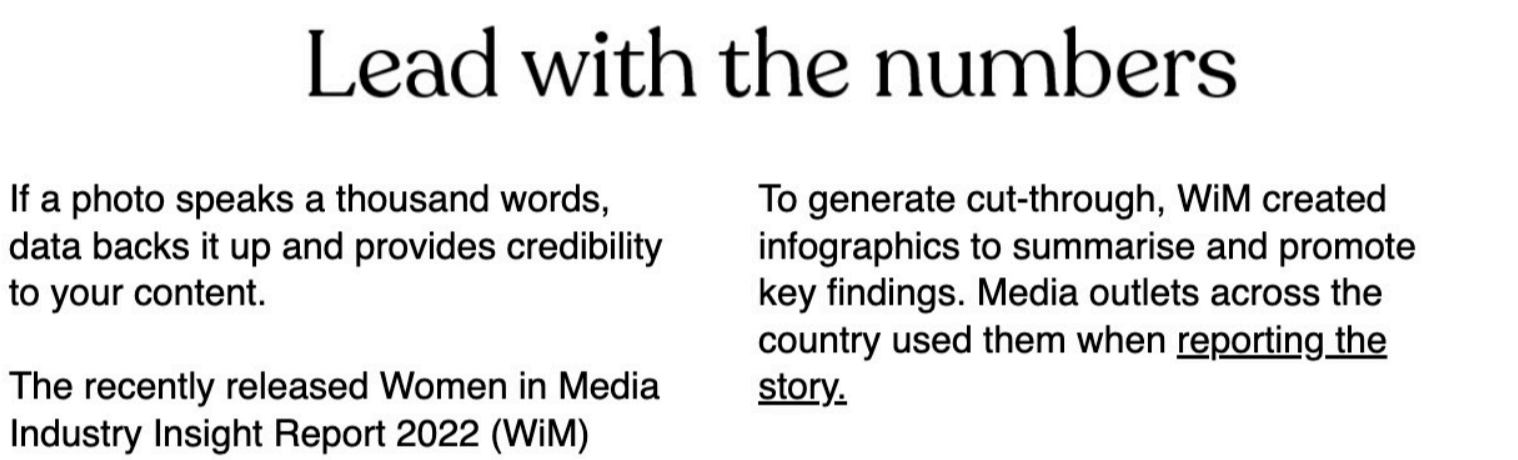 Lead with the numbers
If a photo speaks a thousand words,
data backs it up and provides credibility
to your content.
The recently released Women in Media
Industry Insight Report 2022 (WiM)
To generate cut-through, WiM created
infographics to summarise and promote
key findings. Media outlets across the
country used them when reporting the
story.